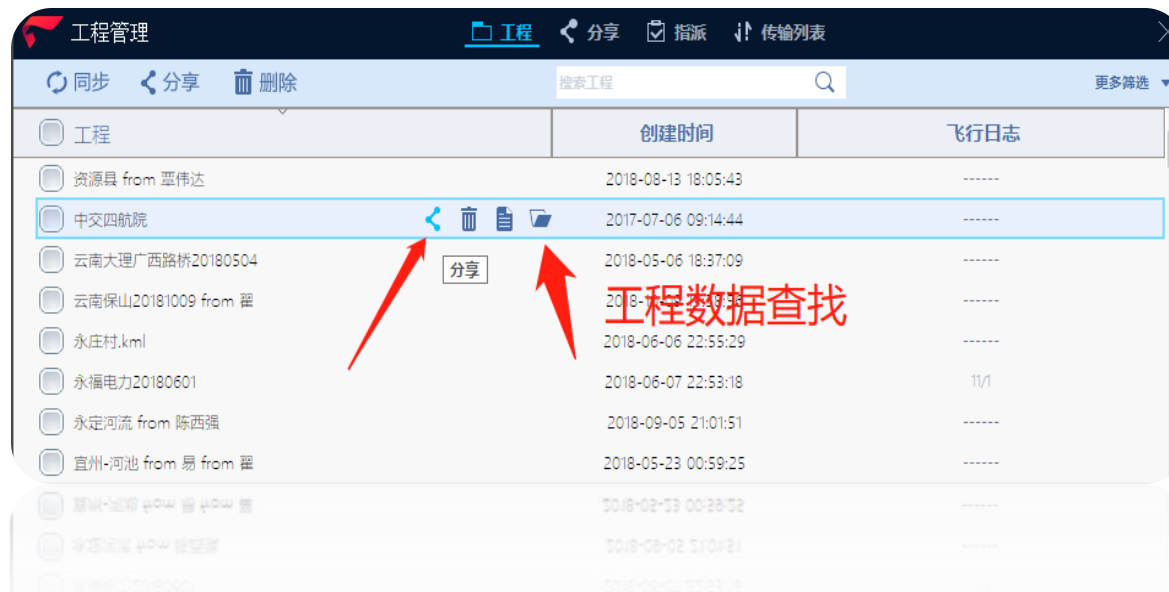 工程管理 工程 分享 指派 传输列表
同步 分享 删除 搜索工程 更多筛选
工程 创建时间 飞行日志
资源县 from 覃伟达 2018-08-13 18:05:43 ------
中交四航院 2017-07-06 09:14:44 ------
云南大理广西路桥20180504 2018-05-06 18:37:09 ------
分享
云南保山20181009 from 翟 ------
工程数据查找
永庄村.kml 2018-06-06 22:55:29 ------
永福电力20180601 2018-06-07 22:53:18 11/1
永定河流 from 陈西强 2018-09-05 21:01:51 ------
宜州-河池 from 易 from 翟 2018-05-23 00:59:25 ------